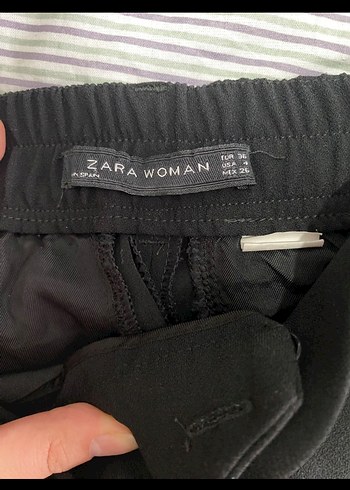 ZARA WOMAN
IN SPAIN
EUR 36
USA 4
MEX 26